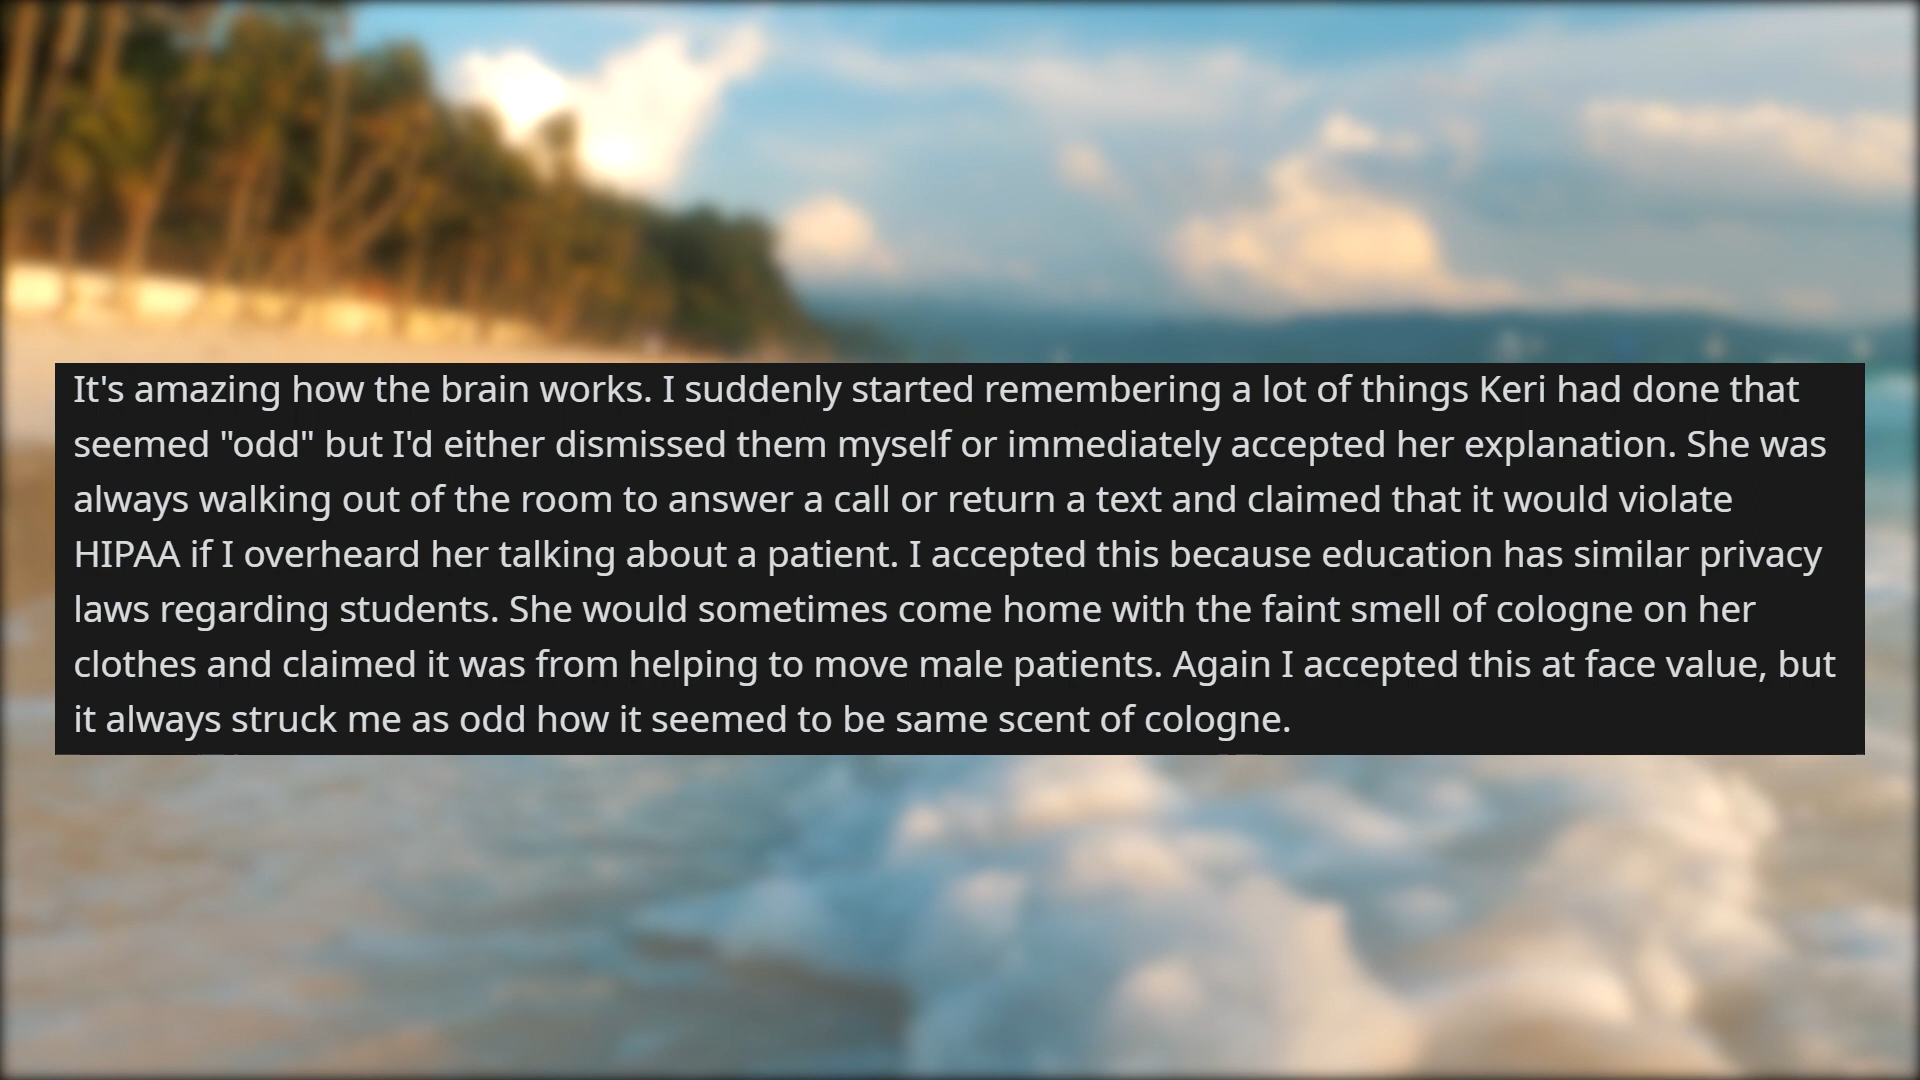 It's amazing how the brain works. I suddenly started remembering a lot of things Keri had done that
seemed "odd" but I'd either dismissed them myself or immediately accepted her explanation. She was
always walking out of the room to answer a call or return a text and claimed that it would violate
HIPAA if I overheard her talking about a patient. I accepted this because education has similar privacy
laws regarding students. She would sometimes come home with the faint smell of cologne on her
clothes and claimed it was from helping to move male patients. Again I accepted this at face value, but
it always struck me as odd how it seemed to be same scent of cologne.